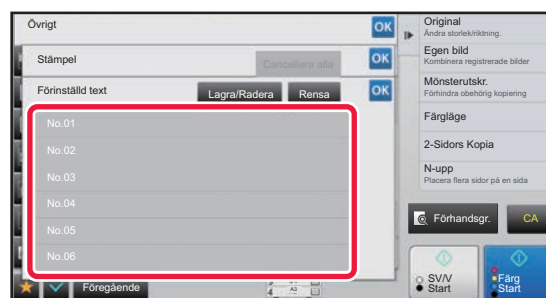 Övrigt
OK
Stämpel
Cancellera alla
OK
Förinställd text
Lagra/Radera
Rensa
OK
No.01
No.02
No.03
No.04
No.05
No.06
Föregående
A3
4
Original
Ändra storlek/riktning.
Egen bild
Kombinera registrerade bilder
Mönsterutskr.
Förhindra obehörig kopiering
Färgläge
2-Sidors Kopia
N-upp
Placera flera sidor på en sida
Förhandsgr.
CA
SV/V
Start
Färg
Start